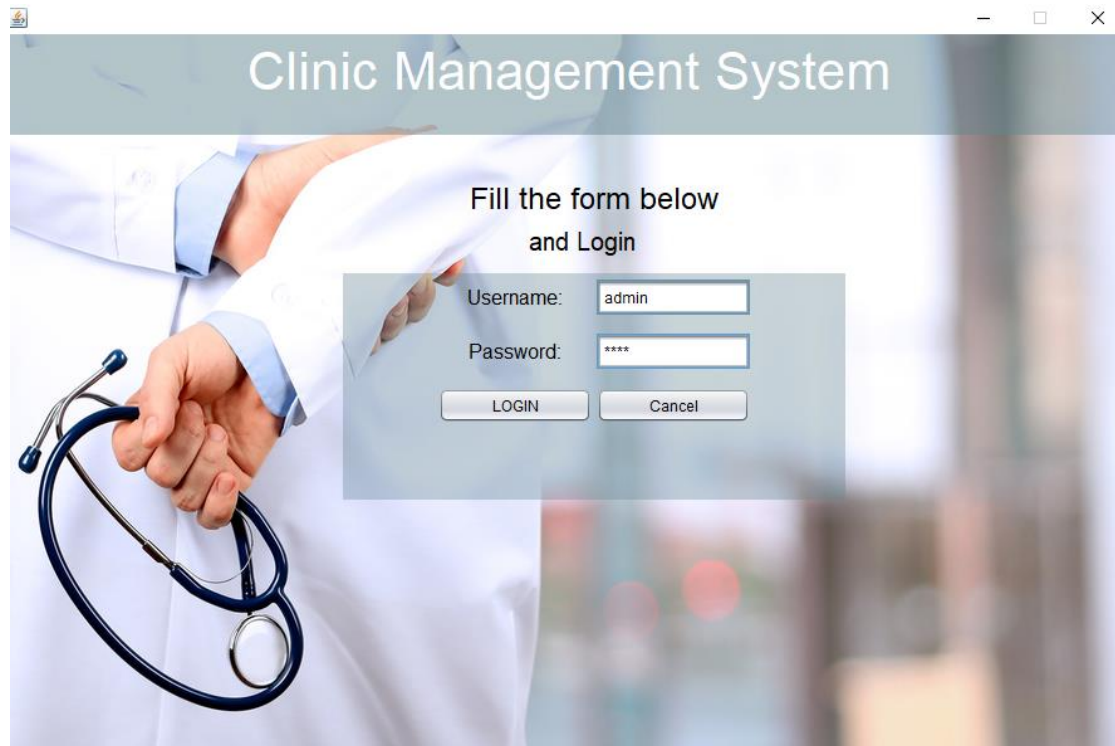 Clinic Management System
Fill the form below
and Login
Username: admin
Password: ****
LOGIN Cancel